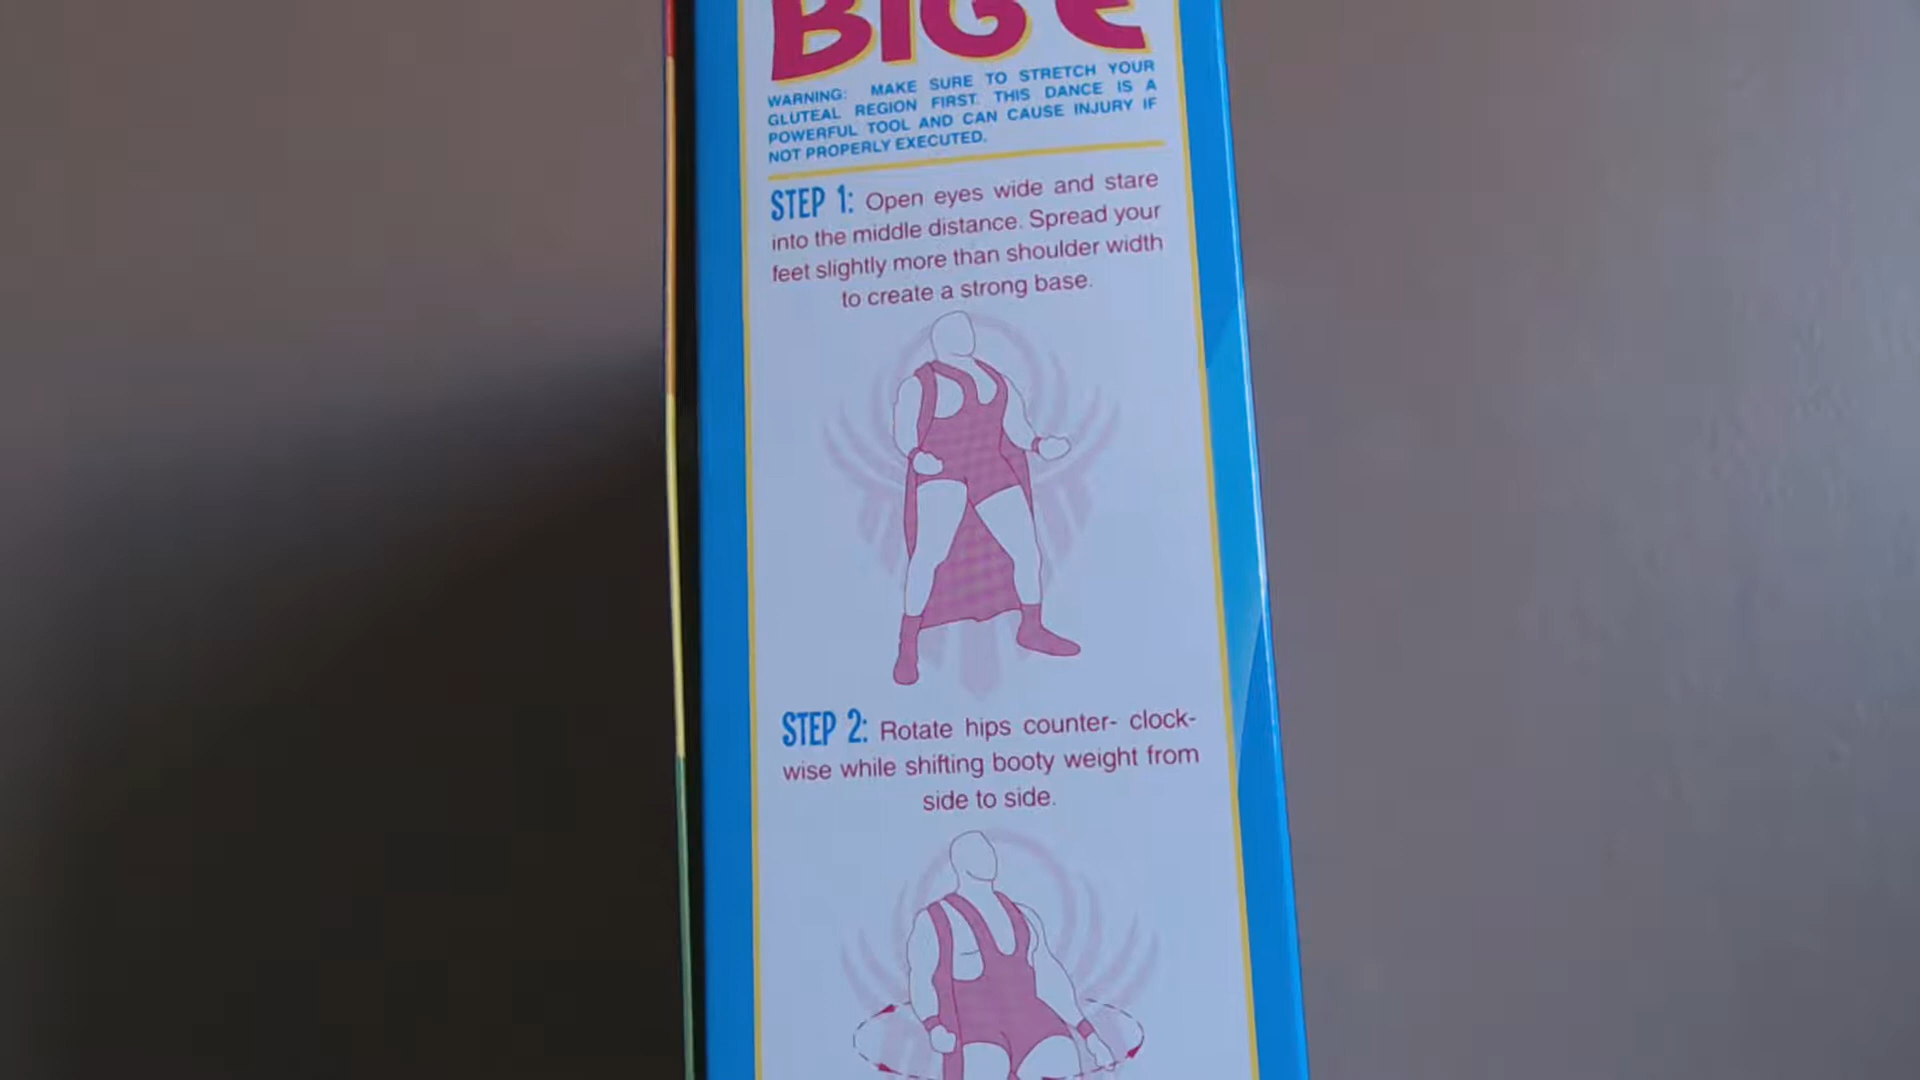 BIG E
WARNING: MAKE SURE TO STRETCH YOUR
GLUTEAL REGION FIRST. THIS DANCE IS A
POWERFUL TOOL AND CAN CAUSE INJURY IF
NOT PROPERLY EXECUTED.
STEP 1: Open eyes wide and stare
into the middle distance. Spread your
feet slightly more than shoulder width
to create a strong base.
STEP 2: Rotate hips counter- clock-
wise while shifting booty weight from
side to side.